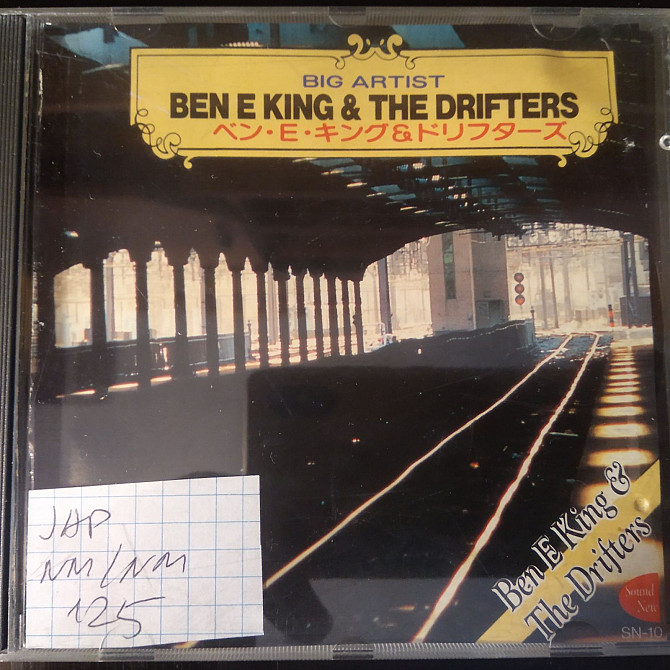 BIG ARTIST
BEN E KING & THE DRIFTERS
ベン・E・キング&ドリフターズ
JAP
NM/NM
125
Ben E King &
The Drifters
Sound
New
SN-10